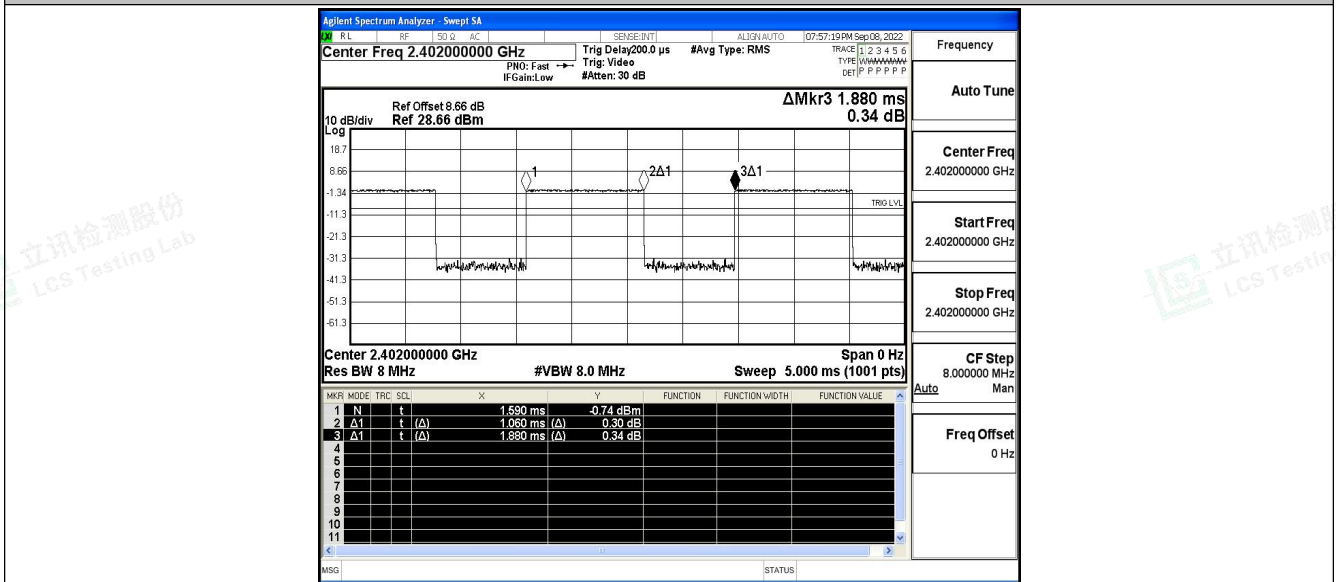 Agilent Spectrum Analyzer - Swept SA
LXI RL RF 50 Ω AC SENSE:INT ALIGN AUTO 07:57:19 PM Sep 08, 2022
Center Freq 2.402000000 GHz
PNO: Fast
IFGain:Low
Trig Delay200.0 µs
Trig: Video
#Atten: 30 dB
#Avg Type: RMS
TRACE 1 2 3 4 5 6
TYPE WWWWWW
DET P P P P P P
ΔMkr3 1.880 ms
0.34 dB
Ref Offset 8.66 dB
10 dB/div Ref 28.66 dBm
Log
18.7
8.66
-1.34
-11.3
-21.3
-31.3
-41.3
-51.3
-61.3
1
2Δ1
3Δ1
TRIG LVL
Center 2.402000000 GHz Span 0 Hz
Res BW 8 MHz #VBW 8.0 MHz Sweep 5.000 ms (1001 pts)
MKR MODE TRC SCL X Y FUNCTION FUNCTION WIDTH FUNCTION VALUE
1 N t 1.590 ms -0.74 dBm
2 Δ1 t (Δ) 1.060 ms (Δ) 0.30 dB
3 Δ1 t (Δ) 1.880 ms (Δ) 0.34 dB
4
5
6
7
8
9
10
11
MSG STATUS
Frequency
Auto Tune
Center Freq
2.402000000 GHz
Start Freq
2.402000000 GHz
Stop Freq
2.402000000 GHz
CF Step
8.000000 MHz
Auto Man
Freq Offset
0 Hz
立讯检测股份
LCS Testing Lab
立讯检测
LCS Testin